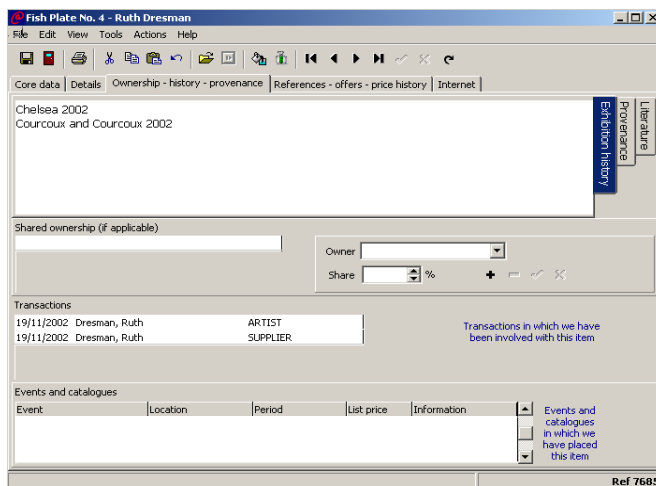 Fish Plate No. 4 - Ruth Dresman
File Edit View Tools Actions Help
Core data Details Ownership - history - provenance References - offers - price history Internet
Chelsea 2002
Courcoux and Courcoux 2002
Exhibition history
Provenance
Literature
Shared ownership (if applicable)
Owner
Share %
Transactions
19/11/2002 Dresman, Ruth ARTIST
19/11/2002 Dresman, Ruth SUPPLIER
Transactions in which we have
been involved with this item
Events and catalogues
Event Location Period List price Information
Events and
catalogues
in which we
have placed
this item
Ref 7685